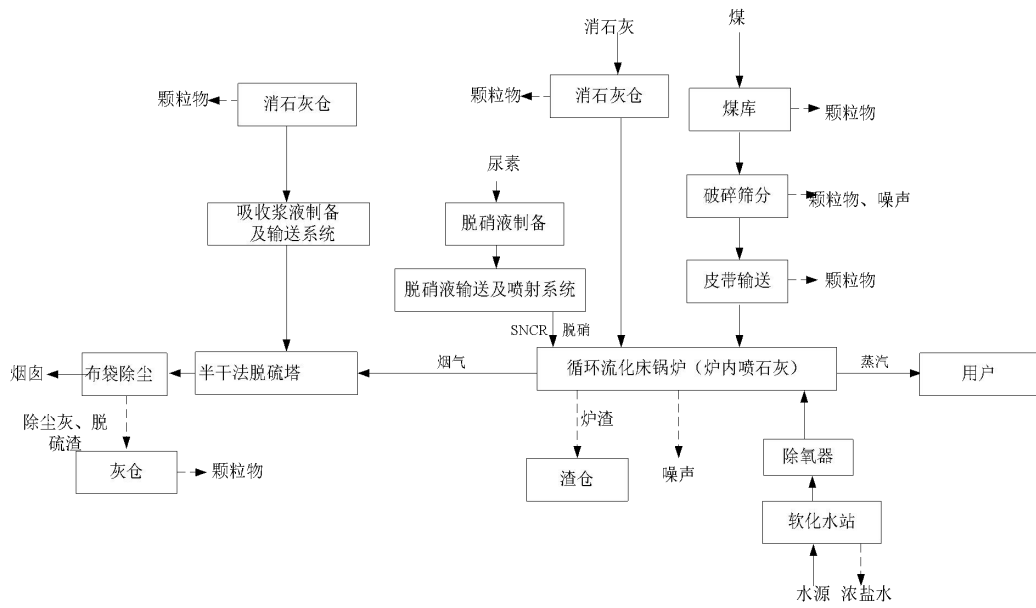 消石灰
煤
颗粒物
消石灰仓
颗粒物
消石灰仓
煤库
颗粒物
尿素
破碎筛分
颗粒物、噪声
吸收浆液制备
及输送系统
脱硝液制备
脱硝液输送及喷射系统
皮带输送
颗粒物
SNCR 脱硝
烟囱
布袋除尘
半干法脱硫塔
烟气
循环流化床锅炉（炉内喷石灰）
蒸汽
用户
除尘灰、脱
硫渣
炉渣
灰仓
颗粒物
渣仓
噪声
除氧器
软化水站
水源
浓盐水